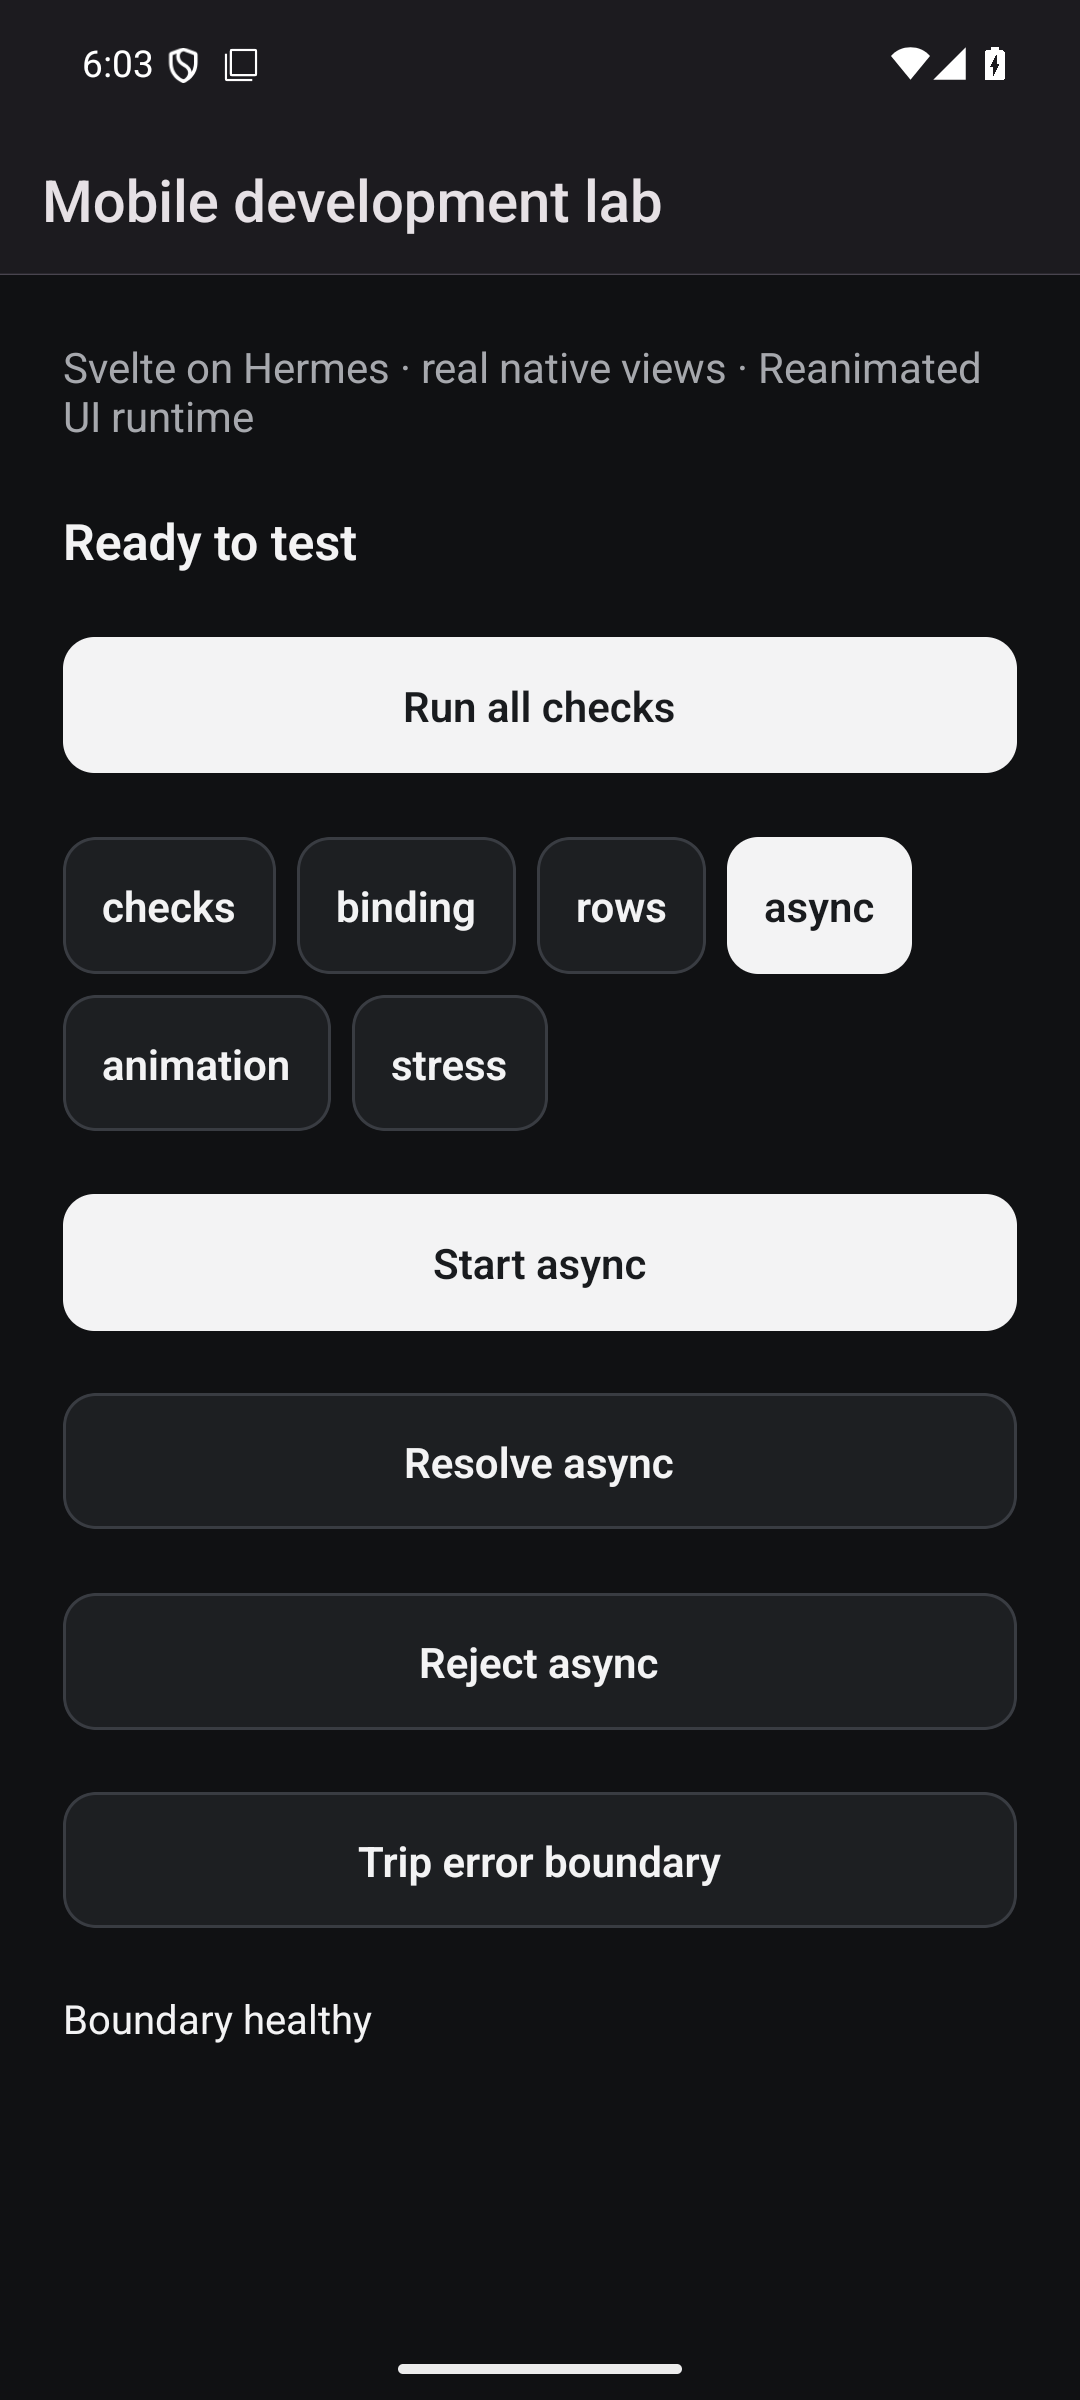 6:03
Mobile development lab
Svelte on Hermes · real native views · Reanimated
UI runtime
Ready to test
Run all checks
checks
binding
rows
async
animation
stress
Start async
Resolve async
Reject async
Trip error boundary
Boundary healthy